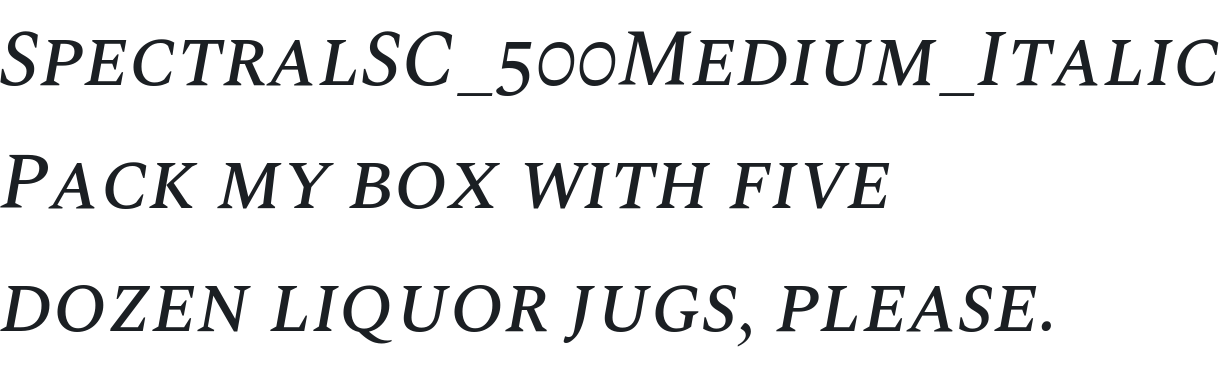 SpectralSC_500Medium_Italic
Pack my box with five
dozen liquor jugs, please.